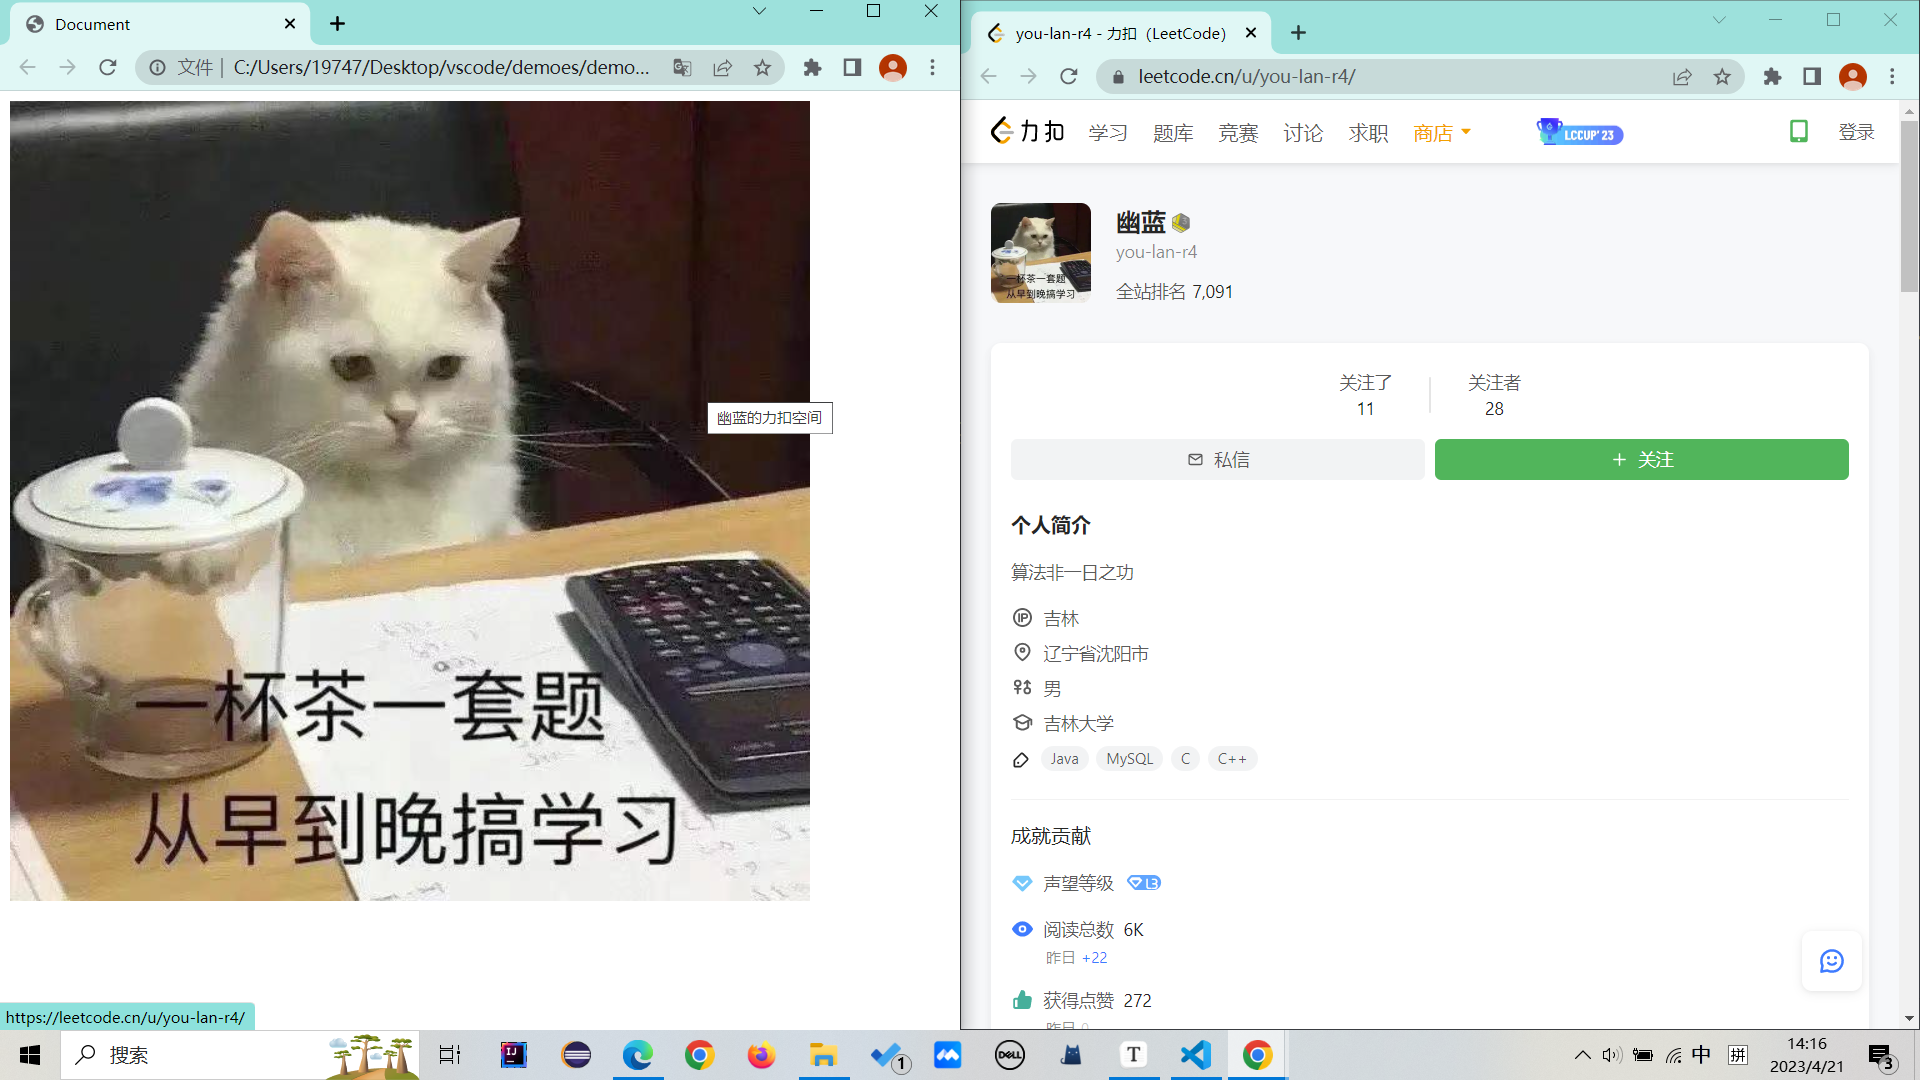 Document
文件 | C:/Users/19747/Desktop/vscode/demoes/demo...
幽蓝的力扣空间
一杯茶一套题
从早到晚搞学习
https://leetcode.cn/u/you-lan-r4/
you-lan-r4 - 力扣（LeetCode）
leetcode.cn/u/you-lan-r4/
力扣 学习 题库 竞赛 讨论 求职 商店 LCCUP'23 登录
一杯茶一套题
从早到晚搞学习
幽蓝
you-lan-r4
全站排名 7,091
关注了 关注者
11 28
私信 + 关注
个人简介
算法非一日之功
IP 吉林
辽宁省沈阳市
男
吉林大学
Java MySQL C C++
成就贡献
声望等级 L3
阅读总数 6K
昨日 +22
获得点赞 272
昨日 0
搜索 IJ 1 DELL T 中 拼 14:16
2023/4/21 3